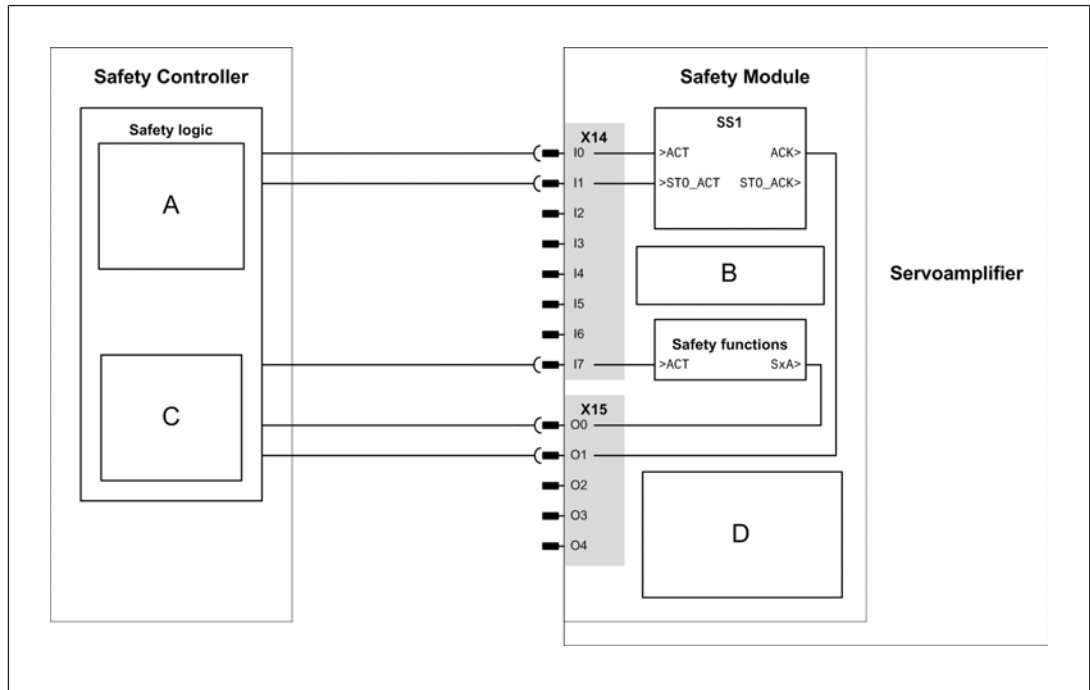 Safety Controller
Safety Module
Safety logic
A
C
X14
I0
I1
I2
I3
I4
I5
I6
I7
X15
O0
O1
O2
O3
O4
SS1
>ACT ACK>
>STO_ACT STO_ACK>
B
Safety functions
>ACT SxA>
D
Servoamplifier